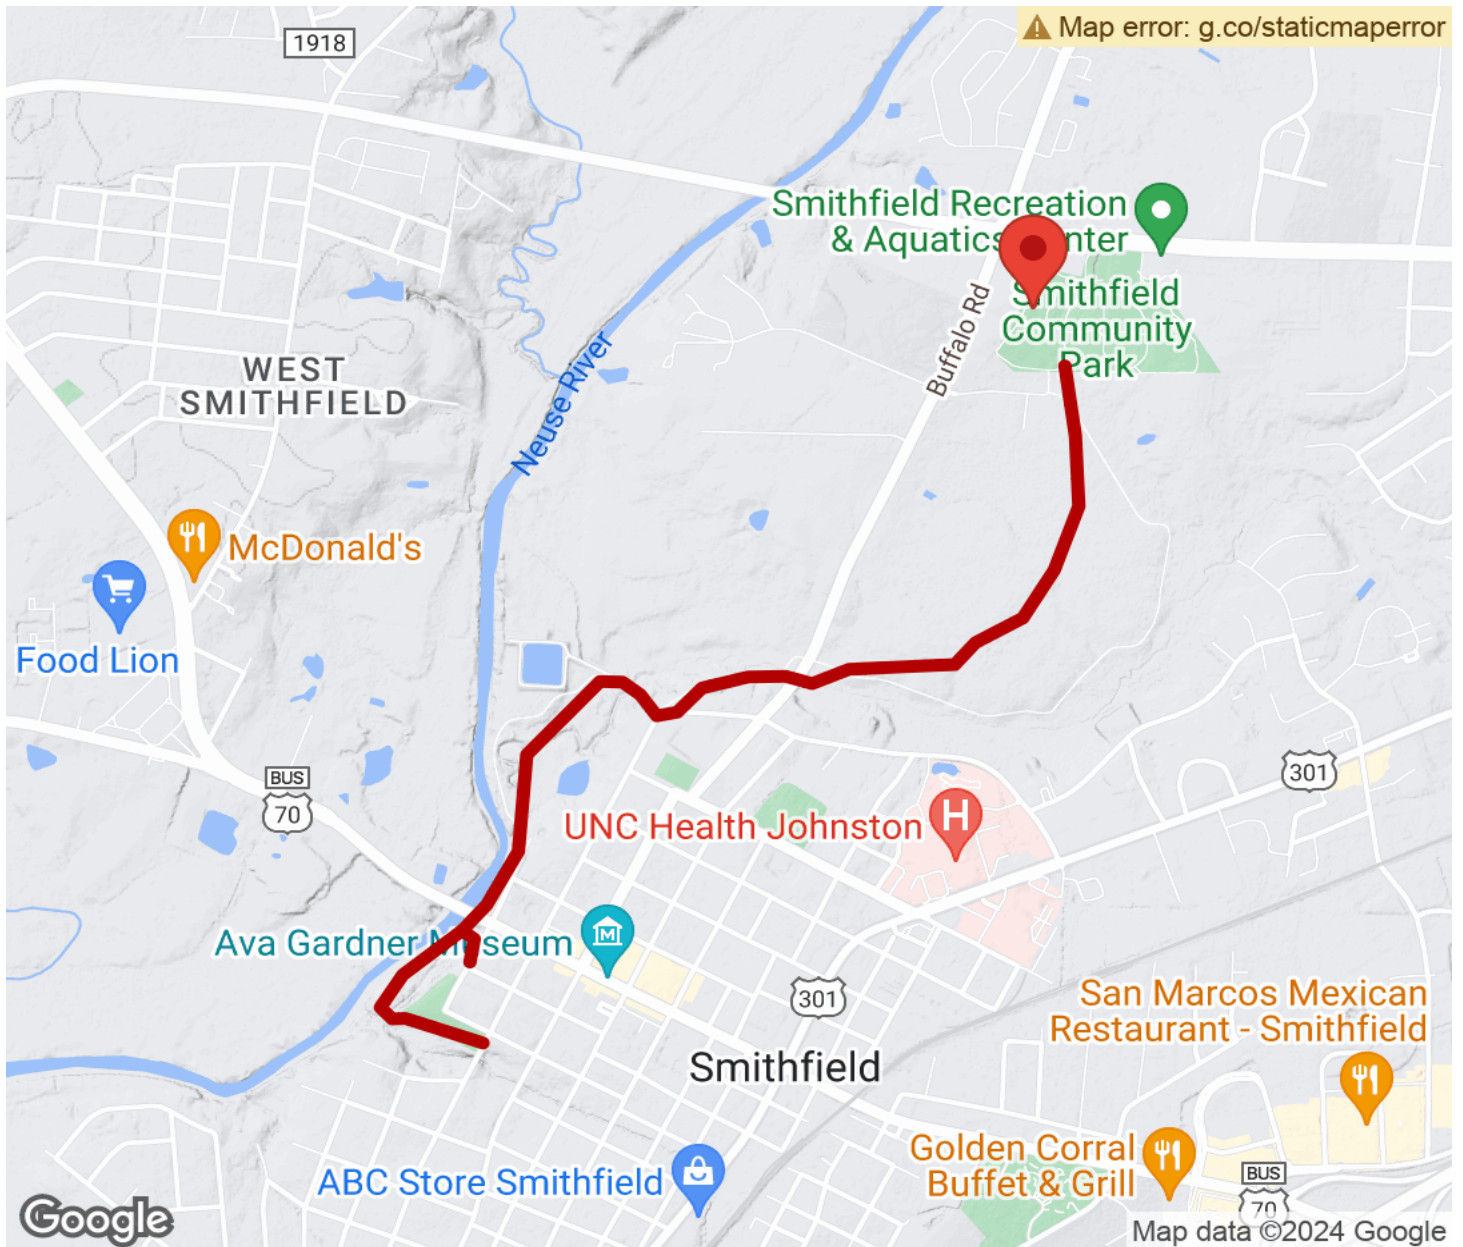 Map error: g.co/staticmaperror
1918
Smithfield Recreation
& Aquatics nter
Smithfield
Community
Park
Buffalo Rd
WEST
SMITHFIELD
Neuse River
McDonald's
Food Lion
BUS
70
301
UNC Health Johnston
H
Ava Gardner M seum
M
301
San Marcos Mexican
Restaurant - Smithfield
Smithfield
Golden Corral
Buffet & Grill
ABC Store Smithfield
BUS
70
Google
Map data ©2024 Google